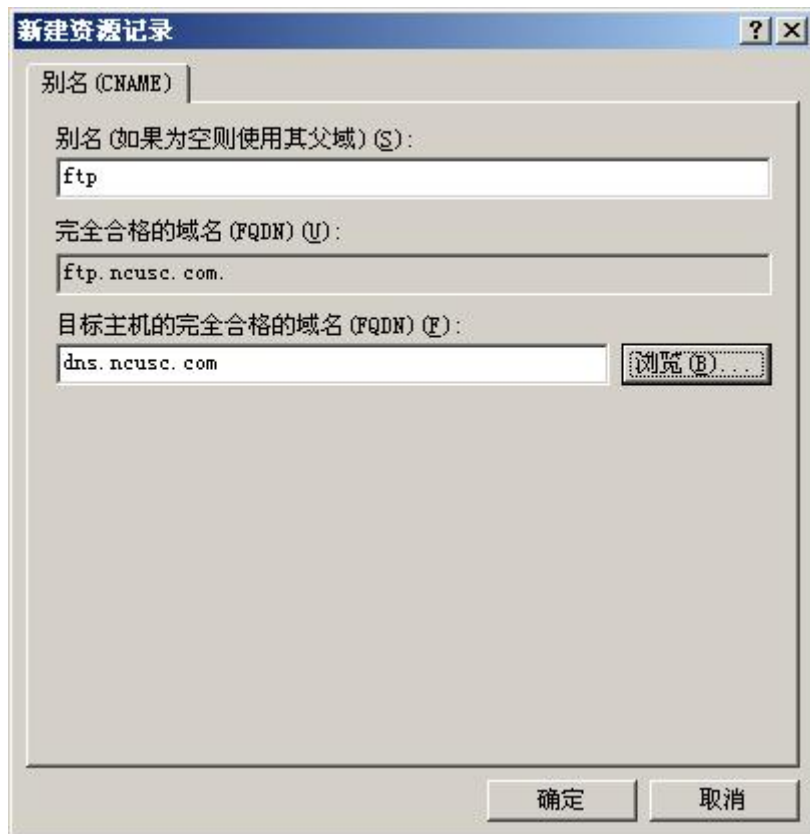 新建资源记录
别名(CNAME)
别名(如果为空则使用其父域)(S):
ftp
完全合格的域名(FQDN)(U):
ftp.ncusc.com.
目标主机的完全合格的域名(FQDN)(F):
dns.ncusc.com 浏览(B)...
确定 取消